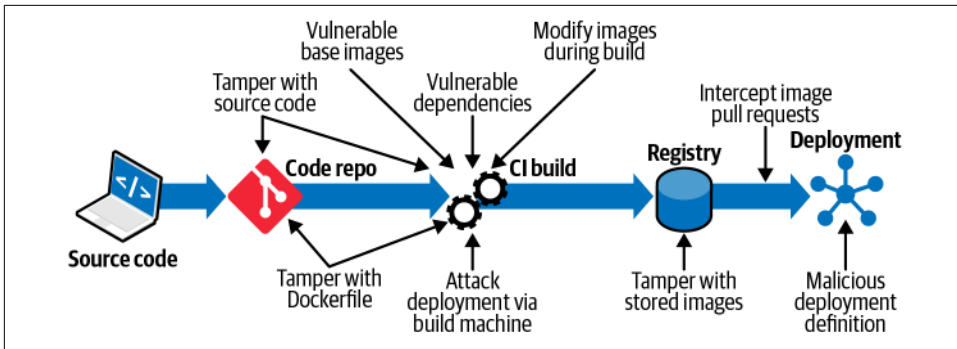 Vulnerable
base images
Modify images
during build
Tamper with
source code
Vulnerable
dependencies
Intercept image
pull requests
Deployment
Code repo
CI build
Registry
</>
Source code
Tamper with
Dockerfile
Attack
deployment via
build machine
Tamper with
stored images
Malicious
deployment
definition